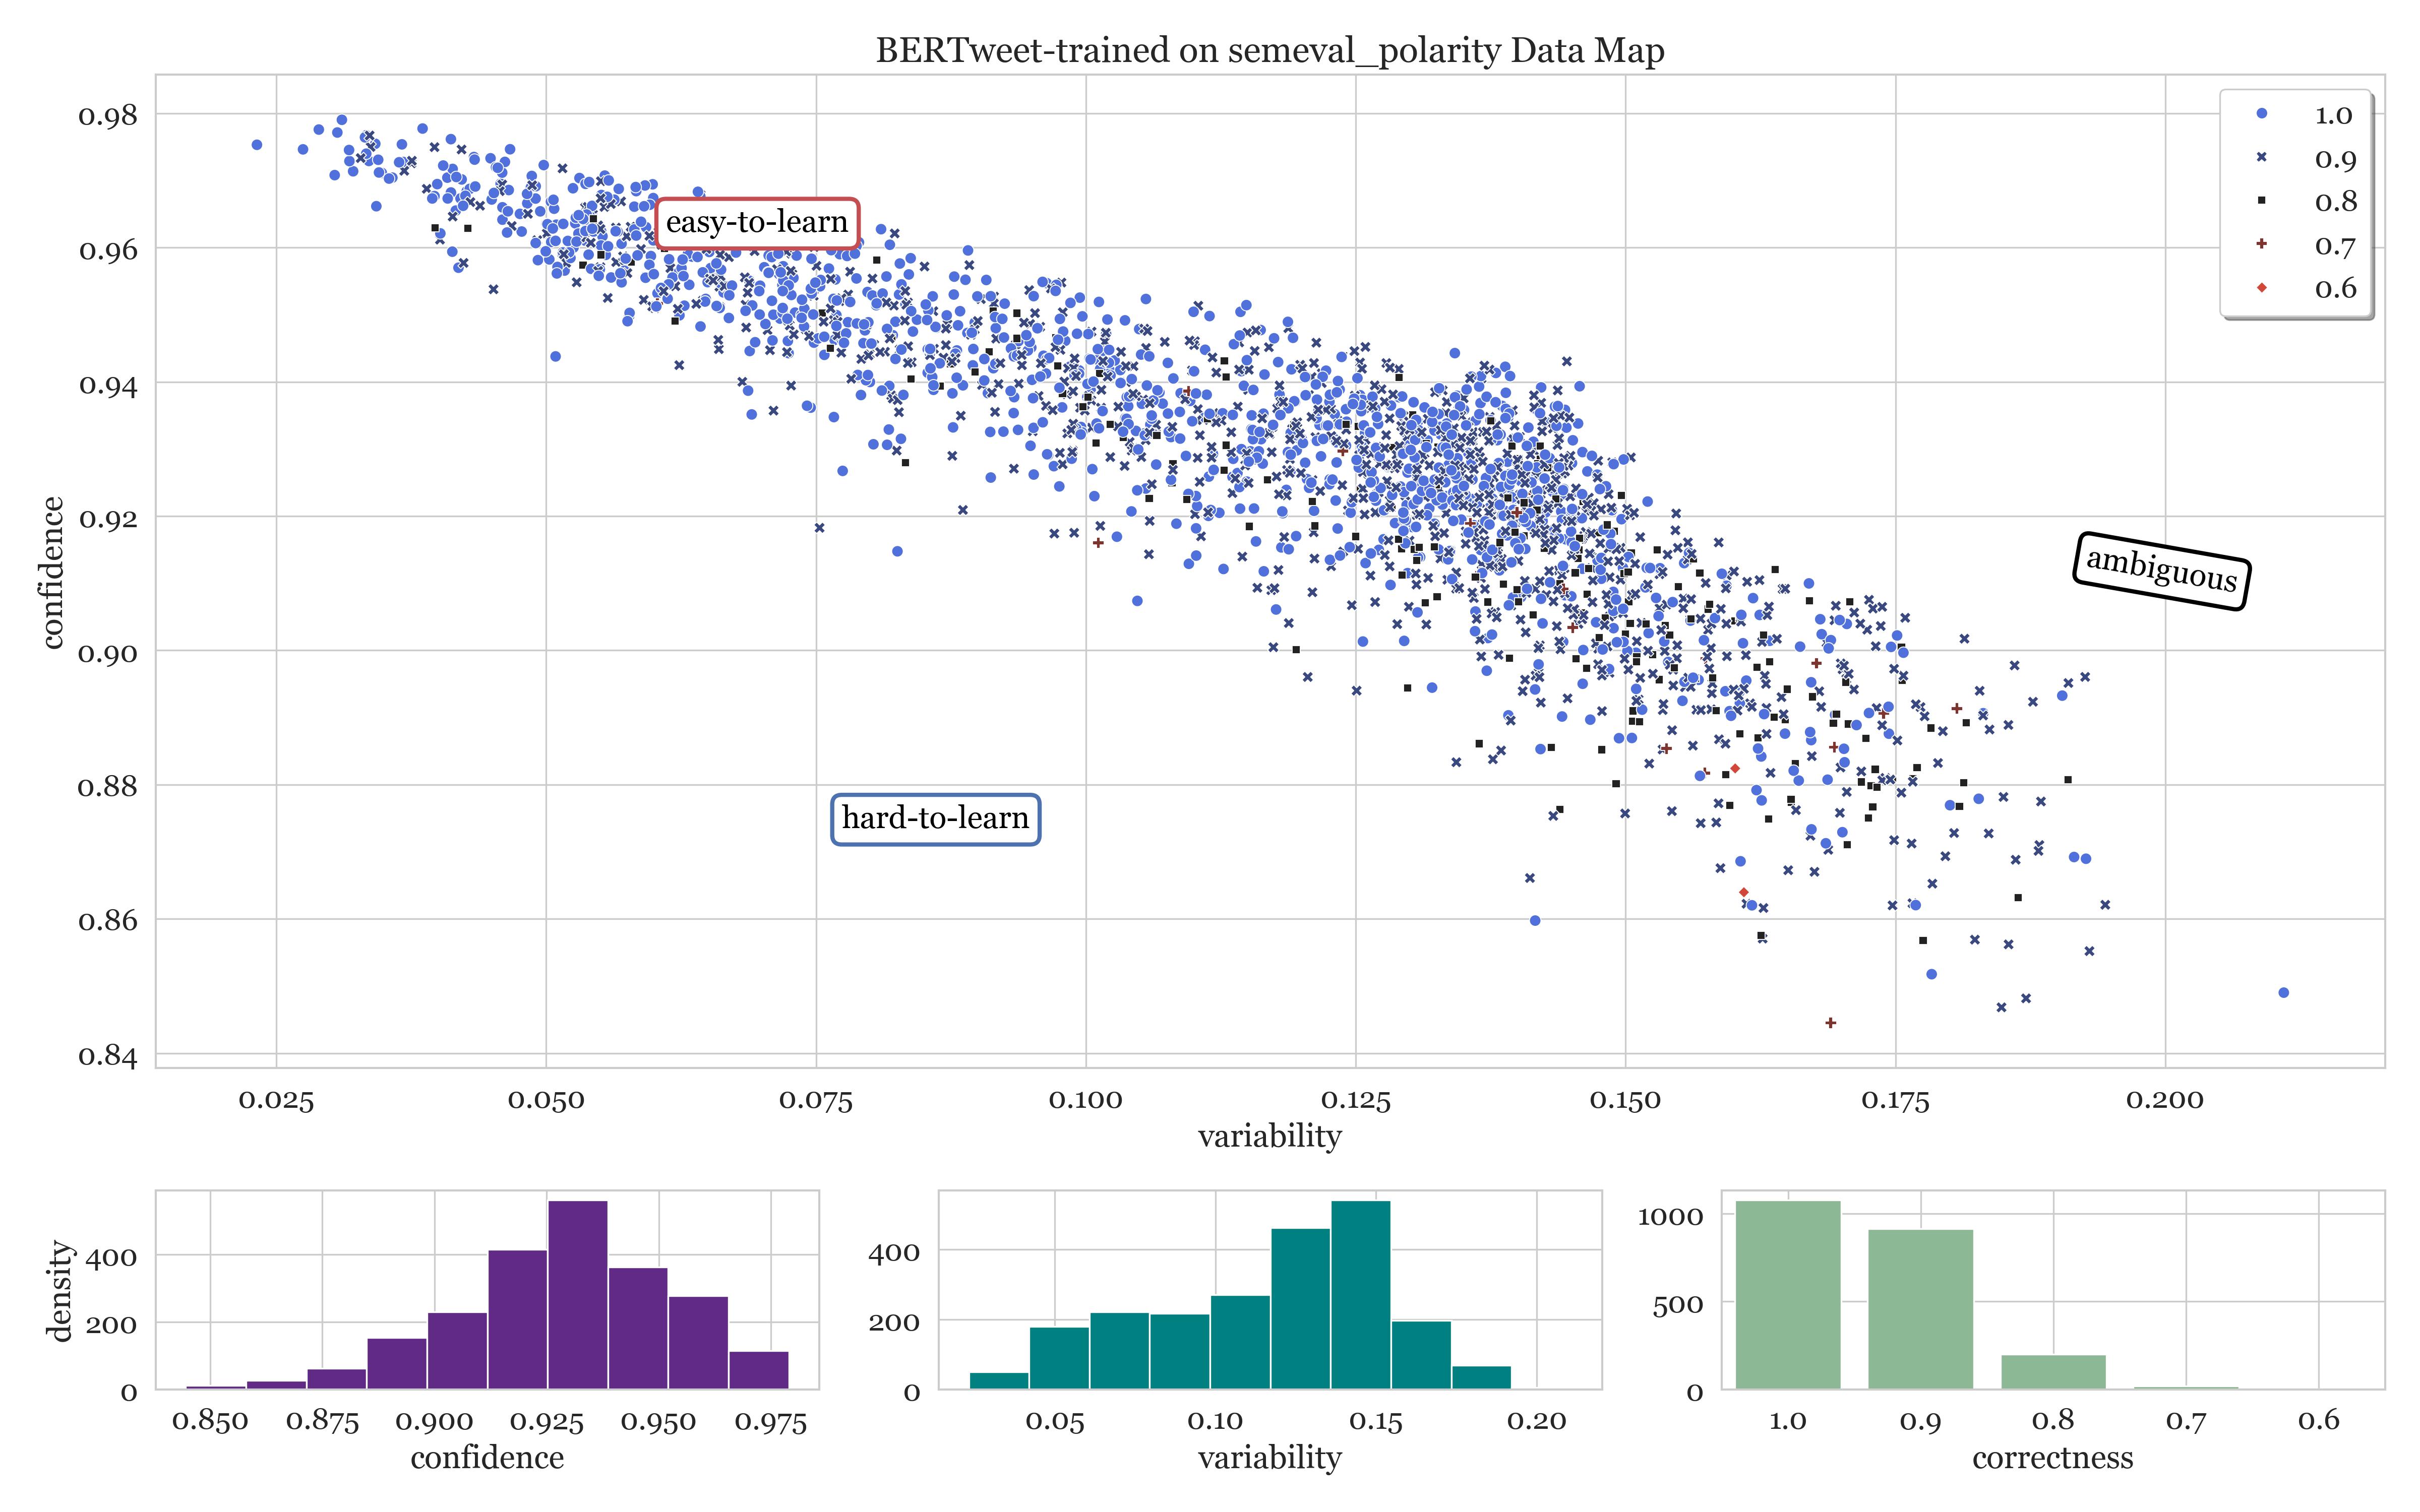 BERTweet-trained on semeval_polarity Data Map
0.98
0.96
0.94
0.92
0.90
0.88
0.86
0.84
confidence
1.0
0.9
0.8
0.7
0.6
easy-to-learn
ambiguous
hard-to-learn
0.025 0.050 0.075 0.100 0.125 0.150 0.175 0.200
variability
density
400
200
0
0.850 0.875 0.900 0.925 0.950 0.975
confidence
400
200
0
0.05 0.10 0.15 0.20
variability
1000
500
0
1.0 0.9 0.8 0.7 0.6
correctness